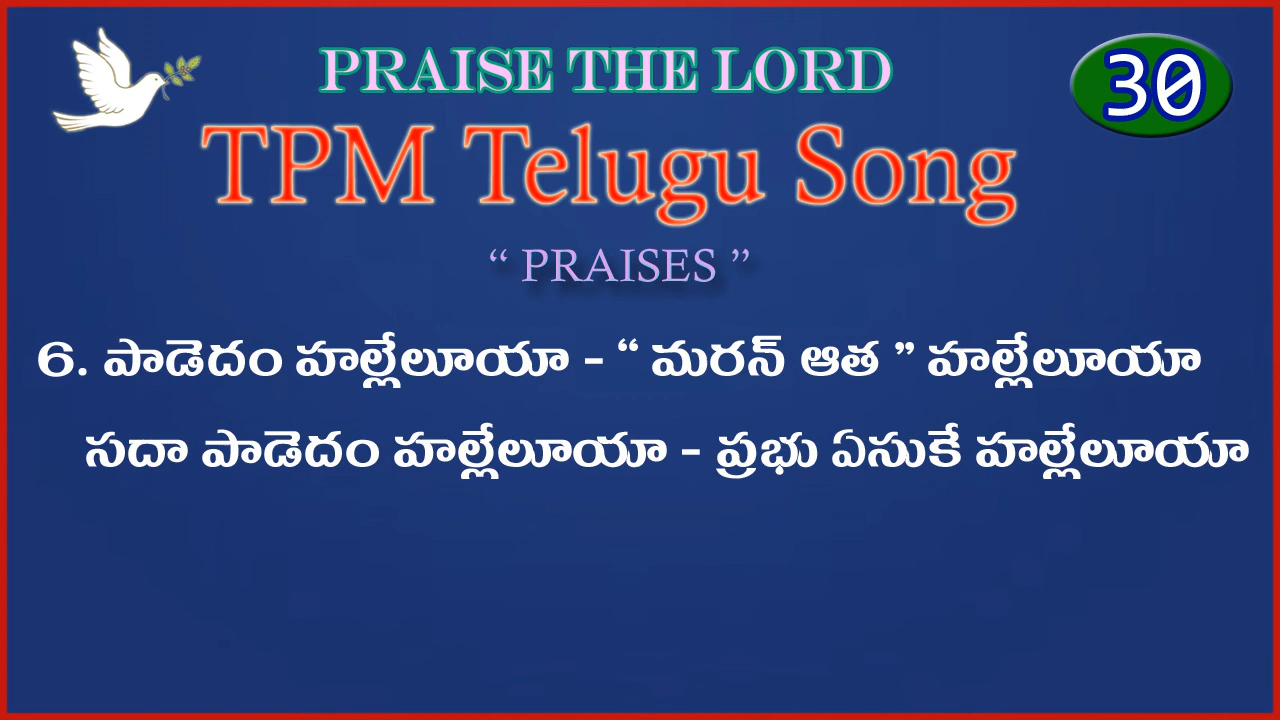 PRAISE THE LORD
30
TPM Telugu Song
“ PRAISES ”
6. పాడెదం హల్లేలూయా - “ మరన్ ఆత ” హల్లేలూయా
సదా పాడెదం హల్లేలూయా - ప్రభు ఏసుకే హల్లేలూయా